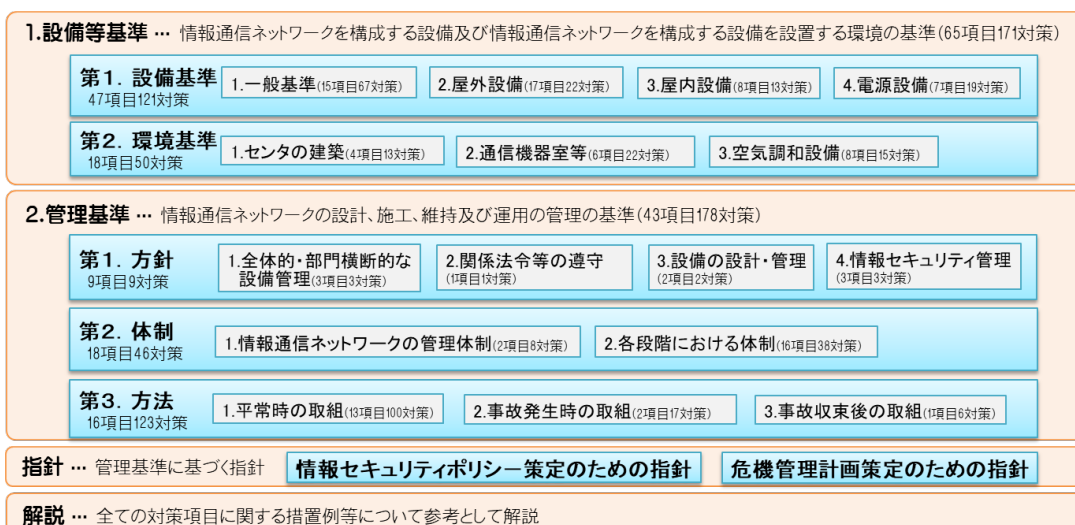 1.設備等基準 … 情報通信ネットワークを構成する設備及び情報通信ネットワークを構成する設備を設置する環境の基準(65項目171対策)
第1. 設備基準
47項目121対策
1.一般基準(15項目67対策)
2.屋外設備(17項目22対策)
3.屋内設備(8項目13対策)
4.電源設備(7項目19対策)
第2. 環境基準
18項目50対策
1.センタの建築(4項目13対策)
2.通信機器室等(6項目22対策)
3.空気調和設備(8項目15対策)
2.管理基準 … 情報通信ネットワークの設計、施工、維持及び運用の管理の基準(43項目178対策)
第1. 方針
9項目9対策
1.全体的・部門横断的な
設備管理(3項目3対策)
2.関係法令等の遵守
(1項目1対策)
3.設備の設計・管理
(2項目2対策)
4.情報セキュリティ管理
(3項目3対策)
第2. 体制
18項目46対策
1.情報通信ネットワークの管理体制(2項目8対策)
2.各段階における体制(16項目38対策)
第3. 方法
16項目123対策
1.平常時の取組(13項目100対策)
2.事故発生時の取組(2項目17対策)
3.事故収束後の取組(1項目6対策)
指針 … 管理基準に基づく指針
情報セキュリティポリシー策定のための指針
危機管理計画策定のための指針
解説 … 全ての対策項目に関する措置例等について参考として解説